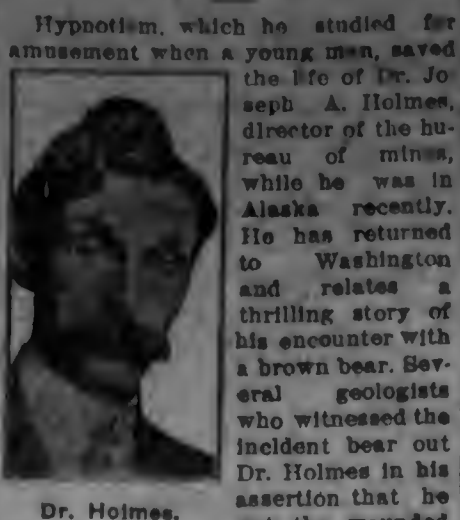 Hypnotism, which he studied for
amusement when a young man, saved
the life of Dr. Jo
seph A. Holmes,
director of the bu-
reau of mines,
while he was in
Alaska recently.
He has returned
to Washington
and relates a
thrilling story of
his encounter with
a brown bear. Sev-
eral geologists
who witnessed the
incident bear out
Dr. Holmes in his
assertion that he
Dr. Holmes.